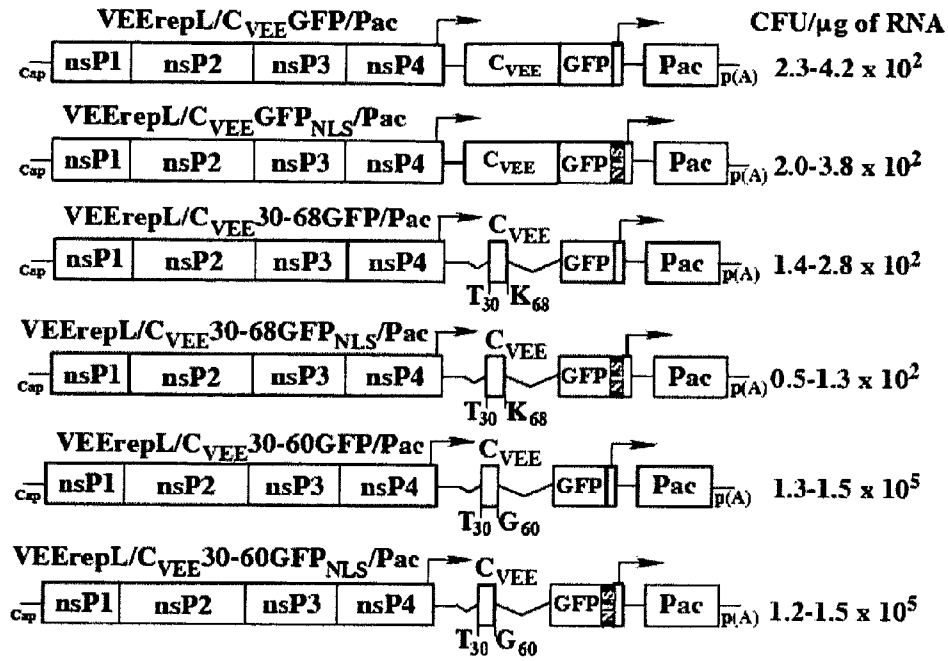 VEErepL/CVEEGFP/Pac
CFU/µg of RNA
Cap nsP1 nsP2 nsP3 nsP4 CVEE GFP Pac p(A) 2.3-4.2 x 10²
VEErepL/CVEEGFPNLS/Pac
Cap nsP1 nsP2 nsP3 nsP4 CVEE GFP NLS Pac p(A) 2.0-3.8 x 10²
VEErepL/CVEE30-68GFP/Pac
CVEE
Cap nsP1 nsP2 nsP3 nsP4 GFP Pac p(A) 1.4-2.8 x 10²
T30 K68
VEErepL/CVEE30-68GFPNLS/Pac
CVEE
Cap nsP1 nsP2 nsP3 nsP4 GFP NLS Pac p(A) 0.5-1.3 x 10²
T30 K68
VEErepL/CVEE30-60GFP/Pac
CVEE
Cap nsP1 nsP2 nsP3 nsP4 GFP Pac p(A) 1.3-1.5 x 10⁵
T30 G60
VEErepL/CVEE30-60GFPNLS/Pac
CVEE
Cap nsP1 nsP2 nsP3 nsP4 GFP NLS Pac p(A) 1.2-1.5 x 10⁵
T30 G60